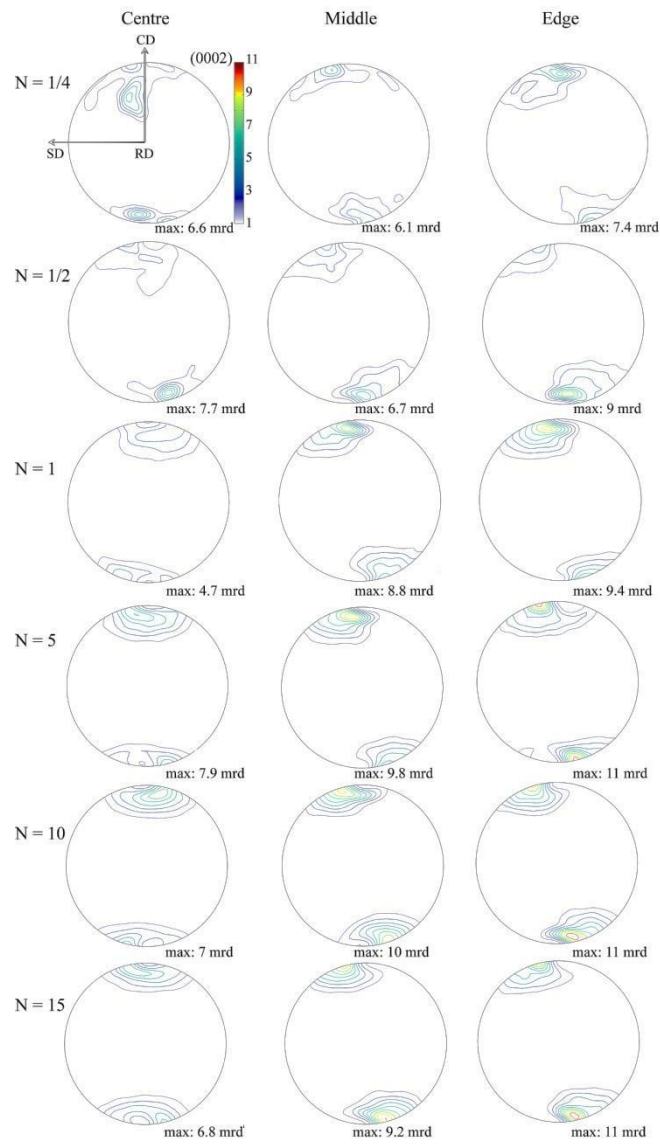 Centre Middle Edge
CD
(0002) 11
N = 1/4
9
7
5
SD RD
3
1
max: 6.6 mrd max: 6.1 mrd max: 7.4 mrd
N = 1/2
max: 7.7 mrd max: 6.7 mrd max: 9 mrd
N = 1
max: 4.7 mrd max: 8.8 mrd max: 9.4 mrd
N = 5
max: 7.9 mrd max: 9.8 mrd max: 11 mrd
N = 10
max: 7 mrd max: 10 mrd max: 11 mrd
N = 15
max: 6.8 mrd max: 9.2 mrd max: 11 mrd